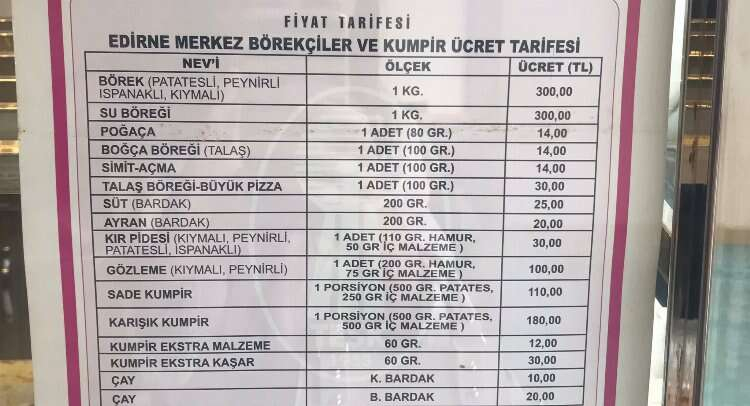 FİYAT TARİFESİ
EDİRNE MERKEZ BÖREKÇİLER VE KUMPİR ÜCRET TARİFESİ
NEV'İ ÖLÇEK ÜCRET (TL)
BÖREK (PATATESLİ, PEYNİRLİ
ISPANAKLI, KIYMALI) 1 KG. 300,00
SU BÖREĞİ 1 KG. 300,00
POĞAÇA 1 ADET (80 GR.) 14,00
BOĞÇA BÖREĞİ (TALAŞ) 1 ADET (100 GR.) 14,00
SİMİT-AÇMA 1 ADET (100 GR.) 14,00
TALAŞ BÖREĞİ-BÜYÜK PİZZA 1 ADET (100 GR.) 30,00
SÜT (BARDAK) 200 GR. 25,00
AYRAN (BARDAK) 200 GR. 20,00
KIR PİDESİ (KIYMALI, PEYNİRLİ,
PATATESLİ, ISPANAKLI) 1 ADET (110 GR. HAMUR,
50 GR İÇ MALZEME ) 30,00
GÖZLEME (KIYMALI, PEYNİRLİ) 1 ADET (200 GR. HAMUR,
75 GR İÇ MALZEME ) 100,00
SADE KUMPİR 1 PORSİYON (500 GR. PATATES,
250 GR İÇ MALZEME ) 110,00
KARIŞIK KUMPİR 1 PORSİYON (500 GR. PATATES,
500 GR İÇ MALZEME ) 180,00
KUMPİR EKSTRA MALZEME 60 GR. 12,00
KUMPİR EKSTRA KAŞAR 60 GR. 30,00
ÇAY K. BARDAK 10,00
ÇAY B. BARDAK 20,00